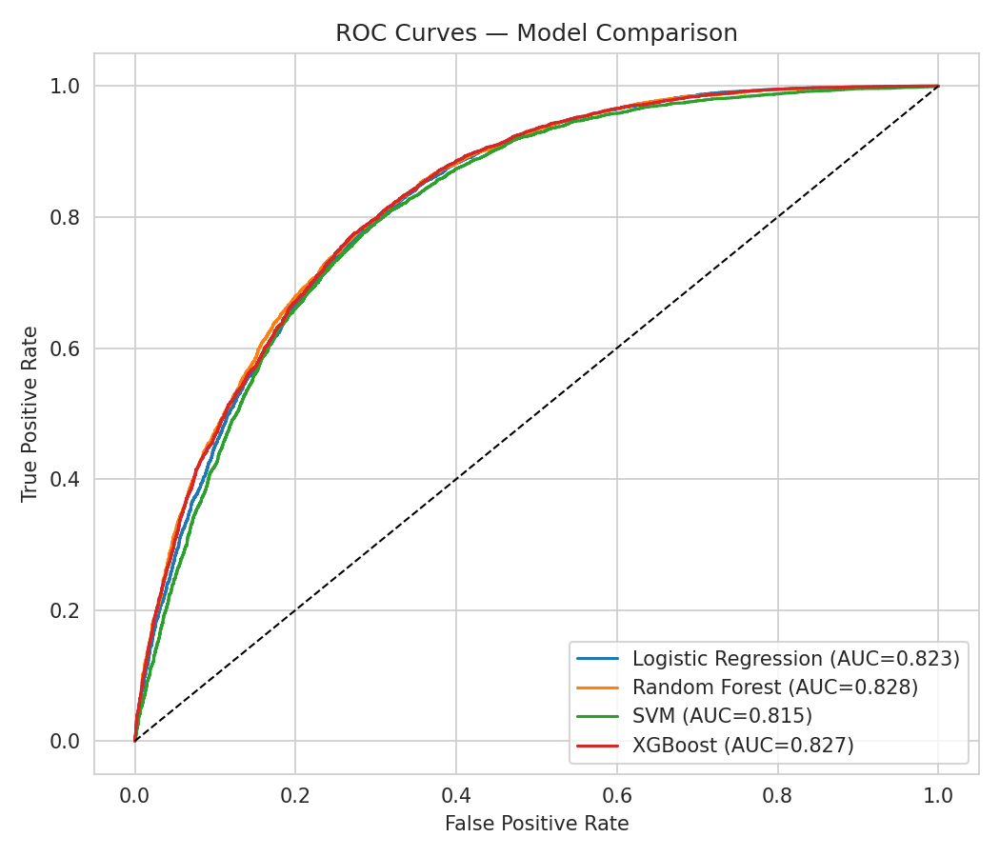 ROC Curves — Model Comparison
True Positive Rate
1.0
0.8
0.6
0.4
0.2
0.0
Logistic Regression (AUC=0.823)
Random Forest (AUC=0.828)
SVM (AUC=0.815)
XGBoost (AUC=0.827)
0.0 0.2 0.4 0.6 0.8 1.0
False Positive Rate